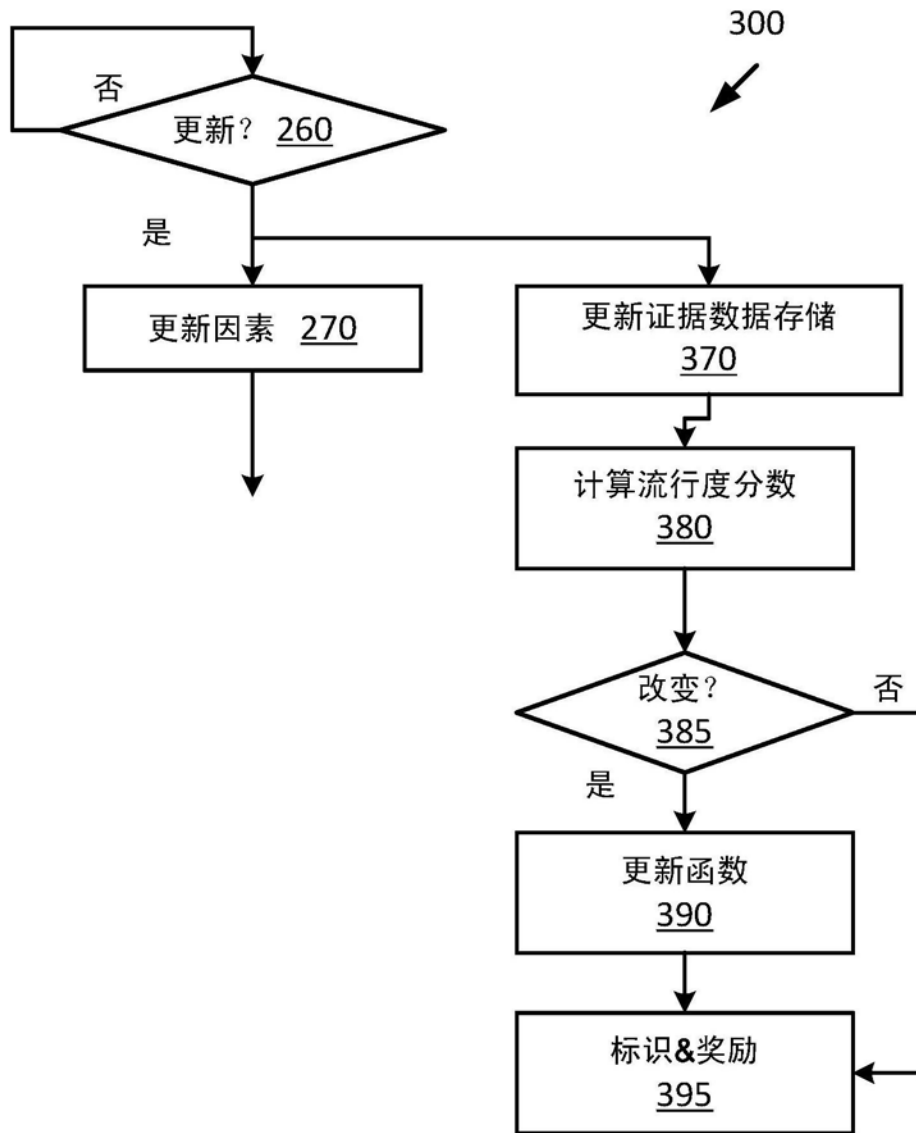 300
否
更新？ 260
是
更新因素 270
更新证据数据存储
370
计算流行度分数
380
改变？
385
否
是
更新函数
390
标识&奖励
395